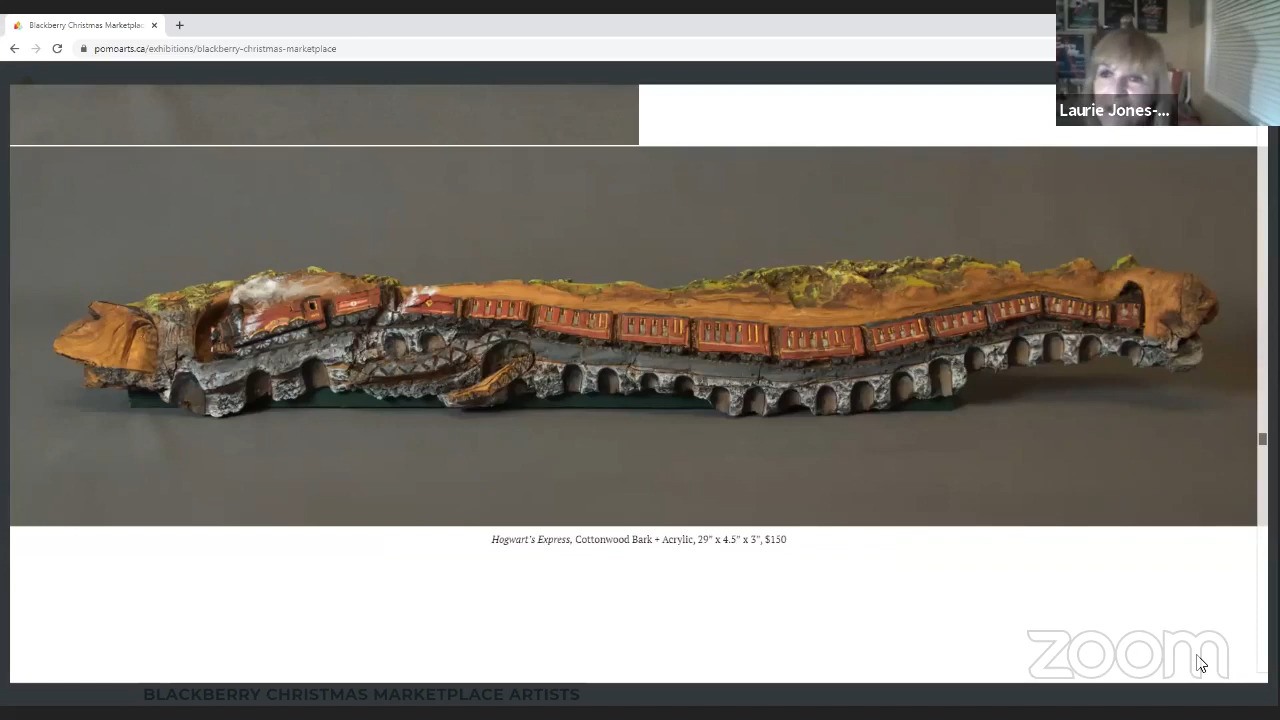 Blackberry Christmas Marketplac
pomoarts.ca/exhibitions/blackberry-christmas-marketplace
Laurie Jones-...
Hogwart's Express, Cottonwood Bark + Acrylic, 29" x 4.5" x 3", $150
zoom
BLACKBERRY CHRISTMAS MARKETPLACE ARTISTS